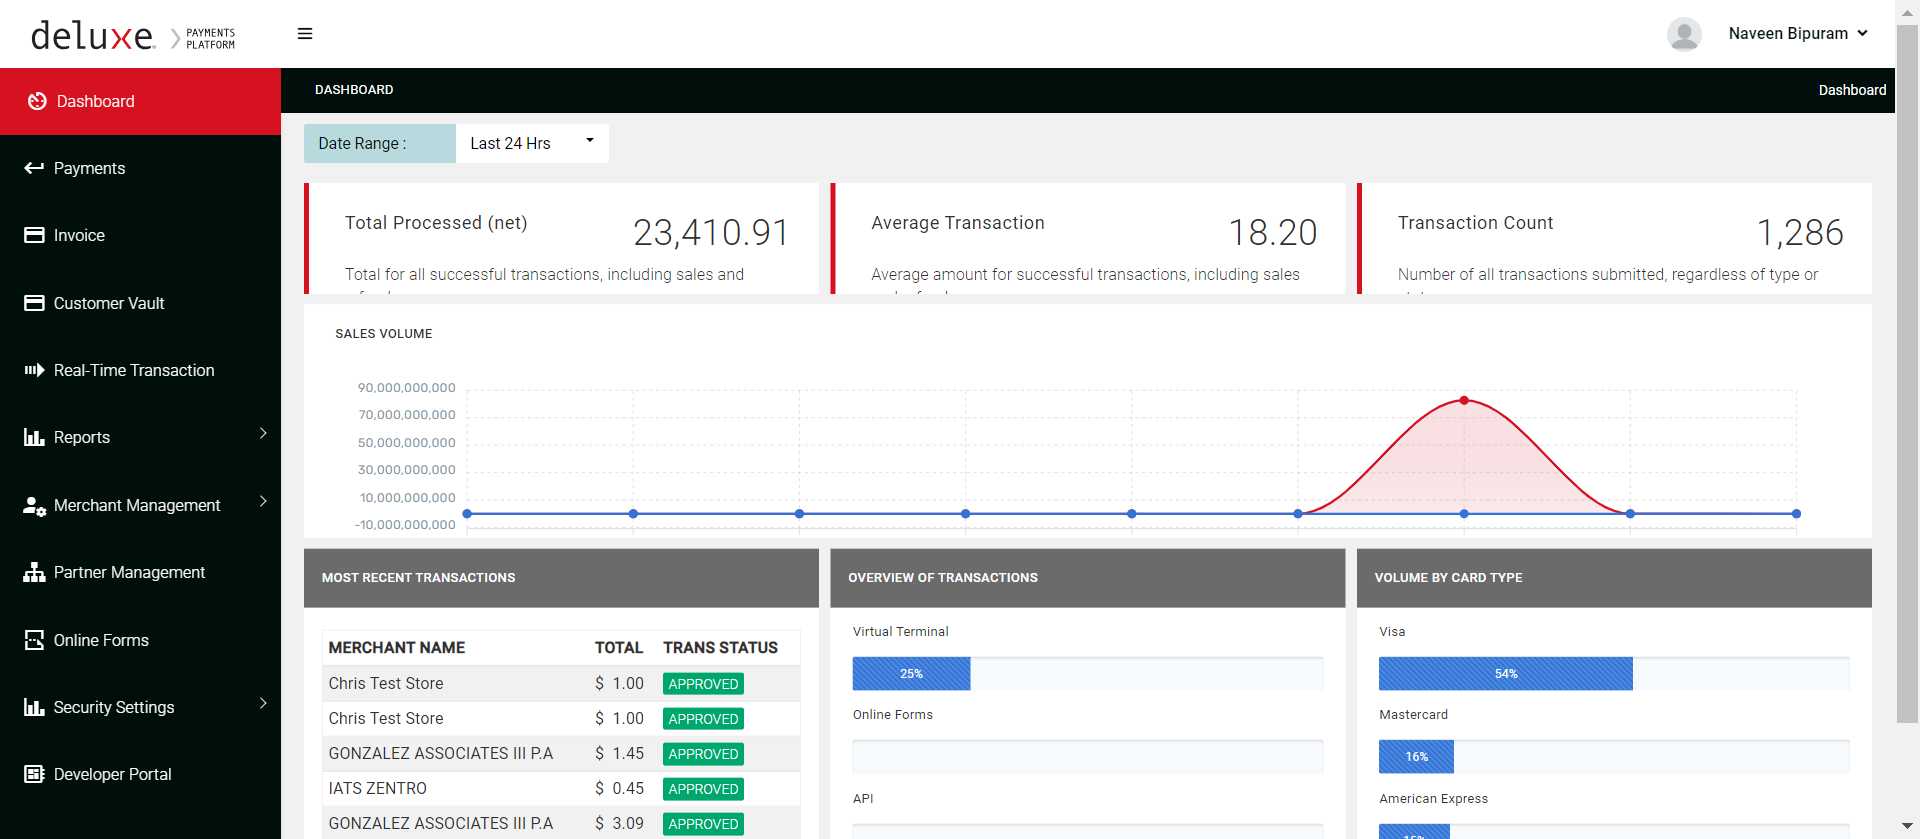 deluxe. PAYMENTS PLATFORM
Naveen Bipuram
Dashboard
DASHBOARD
Dashboard
Payments
Invoice
Customer Vault
Real-Time Transaction
Reports
Merchant Management
Partner Management
Online Forms
Security Settings
Developer Portal
Date Range :
Last 24 Hrs
Total Processed (net)
23,410.91
Total for all successful transactions, including sales and
Average Transaction
18.20
Average amount for successful transactions, including sales
Transaction Count
1,286
Number of all transactions submitted, regardless of type or
SALES VOLUME
90,000,000,000
70,000,000,000
50,000,000,000
30,000,000,000
10,000,000,000
-10,000,000,000
MOST RECENT TRANSACTIONS
MERCHANT NAME TOTAL TRANS STATUS
Chris Test Store $ 1.00 APPROVED
Chris Test Store $ 1.00 APPROVED
GONZALEZ ASSOCIATES III P.A $ 1.45 APPROVED
IATS ZENTRO $ 0.45 APPROVED
GONZALEZ ASSOCIATES III P.A $ 3.09 APPROVED
OVERVIEW OF TRANSACTIONS
Virtual Terminal
25%
Online Forms
API
VOLUME BY CARD TYPE
Visa
54%
Mastercard
16%
American Express